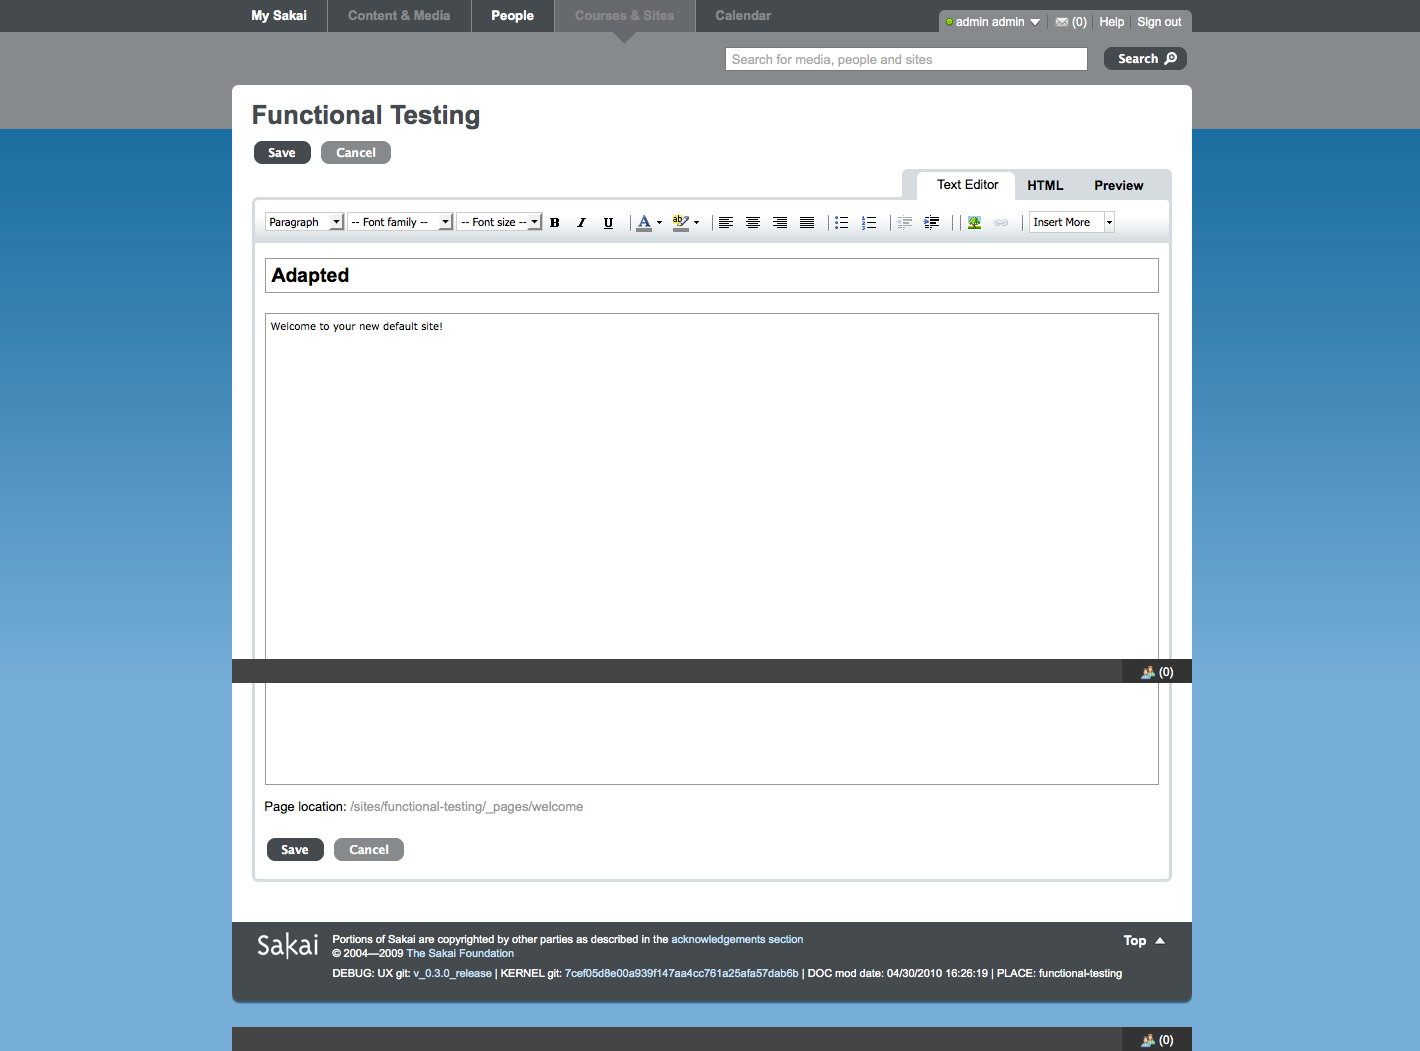 My Sakai Content & Media People Courses & Sites Calendar
admin admin (0) Help Sign out
Search for media, people and sites Search
Functional Testing
Save Cancel
Text Editor HTML Preview
Paragraph -- Font family -- -- Font size -- B I U A ab Insert More
Adapted
Welcome to your new default site!
(0)
Page location: /sites/functional-testing/_pages/welcome
Save Cancel
Sakai Portions of Sakai are copyrighted by other parties as described in the acknowledgements section Top
© 2004—2009 The Sakai Foundation
DEBUG: UX git: v_0.3.0_release | KERNEL git: 7cef05d8e00a939f147aa4cc761a25afa57dab6b | DOC mod date: 04/30/2010 16:26:19 | PLACE: functional-testing
(0)